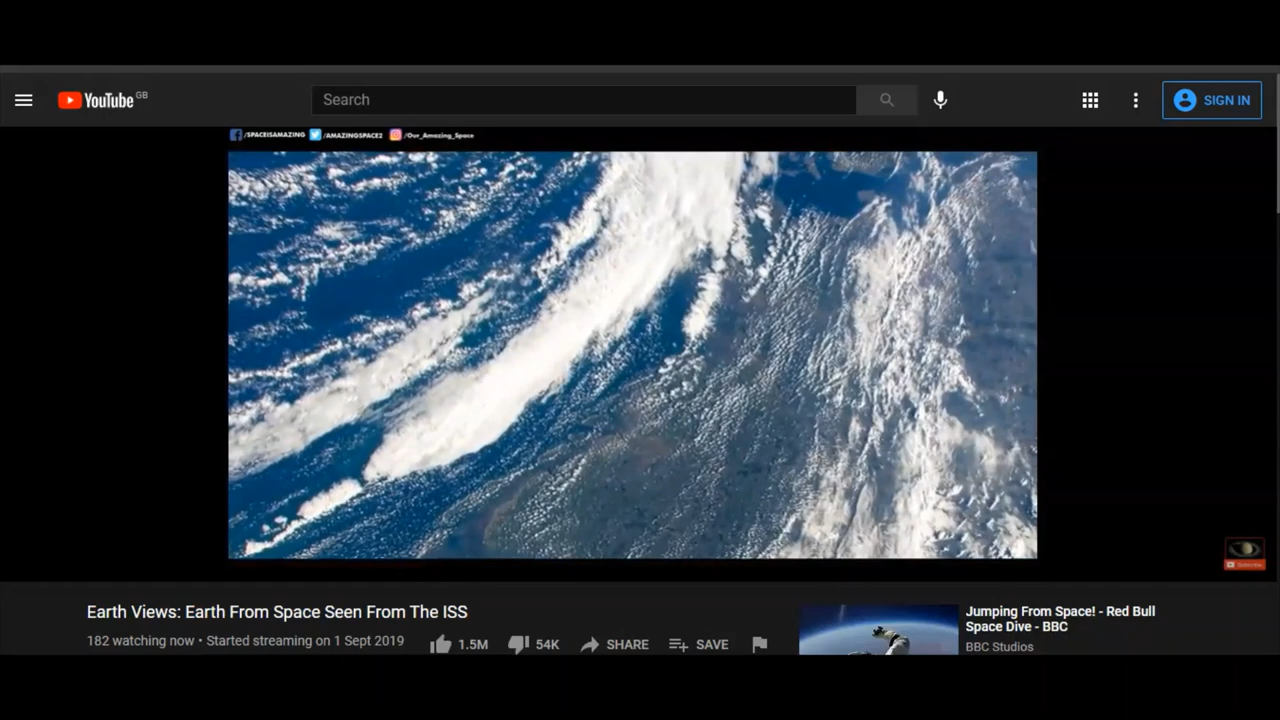 YouTube GB
Search
SIGN IN
/SPACEISAMAZING /AMAZINGSPACE2 /Our_Amazing_Space
Subscribe
Earth Views: Earth From Space Seen From The ISS
182 watching now • Started streaming on 1 Sept 2019
1.5M 54K SHARE SAVE
Jumping From Space! - Red Bull
Space Dive - BBC
BBC Studios